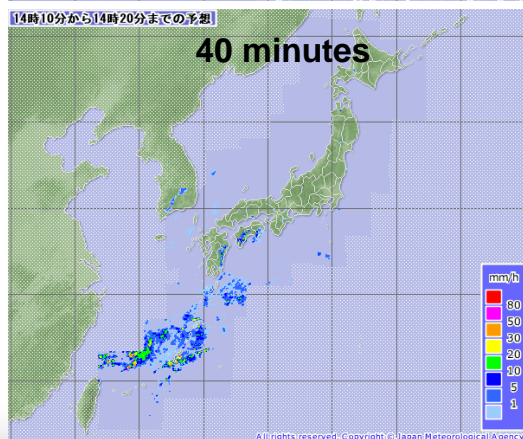 14時10分から14時20分までの予想
40 minutes
mm/h
80
50
30
20
10
5
1
All rights reserved. Copyright © Japan Meteorological Agency